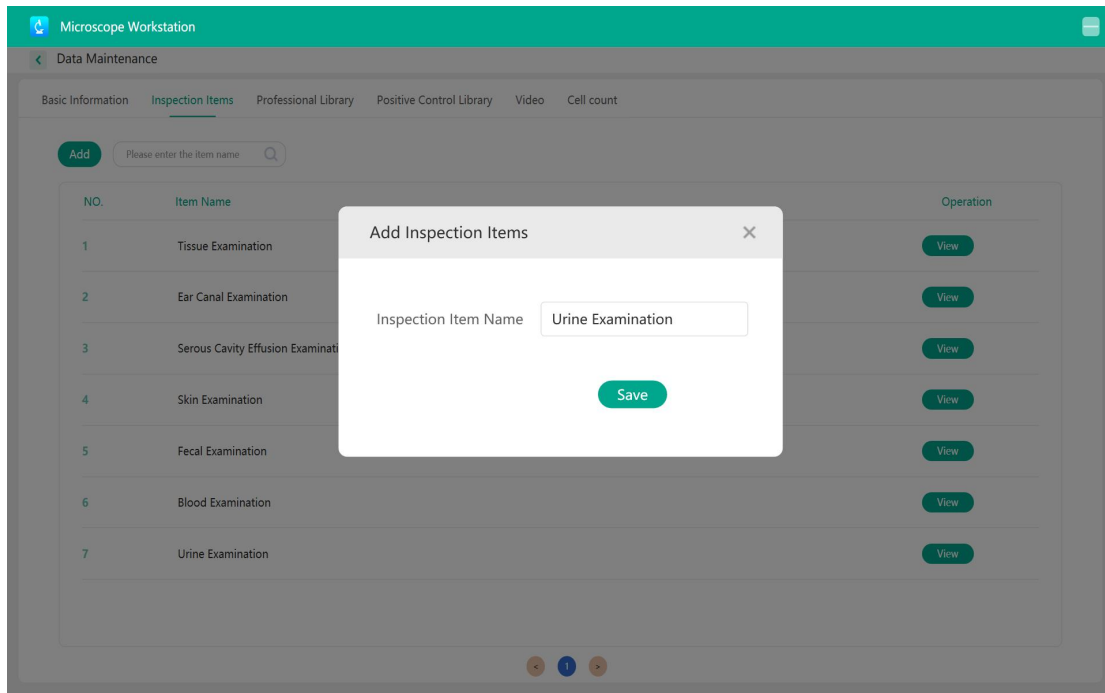 Microscope Workstation
Data Maintenance
Basic Information Inspection Items Professional Library Positive Control Library Video Cell count
Add Please enter the item name
NO. Item Name Operation
Add Inspection Items
1 Tissue Examination View
2 Ear Canal Examination View
Inspection Item Name Urine Examination
3 Serous Cavity Effusion Examinati View
Save
4 Skin Examination View
5 Fecal Examination View
6 Blood Examination View
7 Urine Examination View
< 1 >